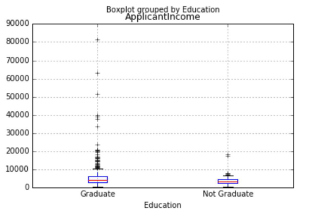 Boxplot grouped by Education
ApplicantIncome
90000
80000
70000
60000
50000
40000
30000
20000
10000
0
Graduate
Not Graduate
Education